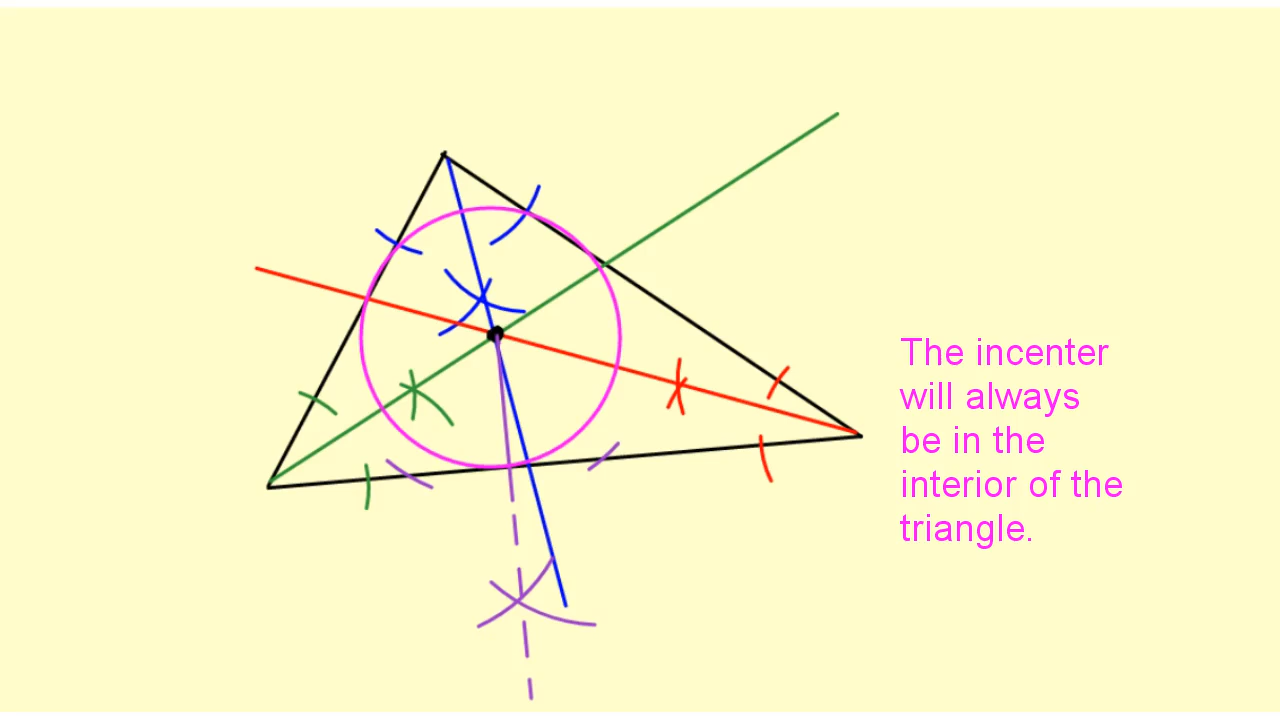 The incenter
will always
be in the
interior of the
triangle.